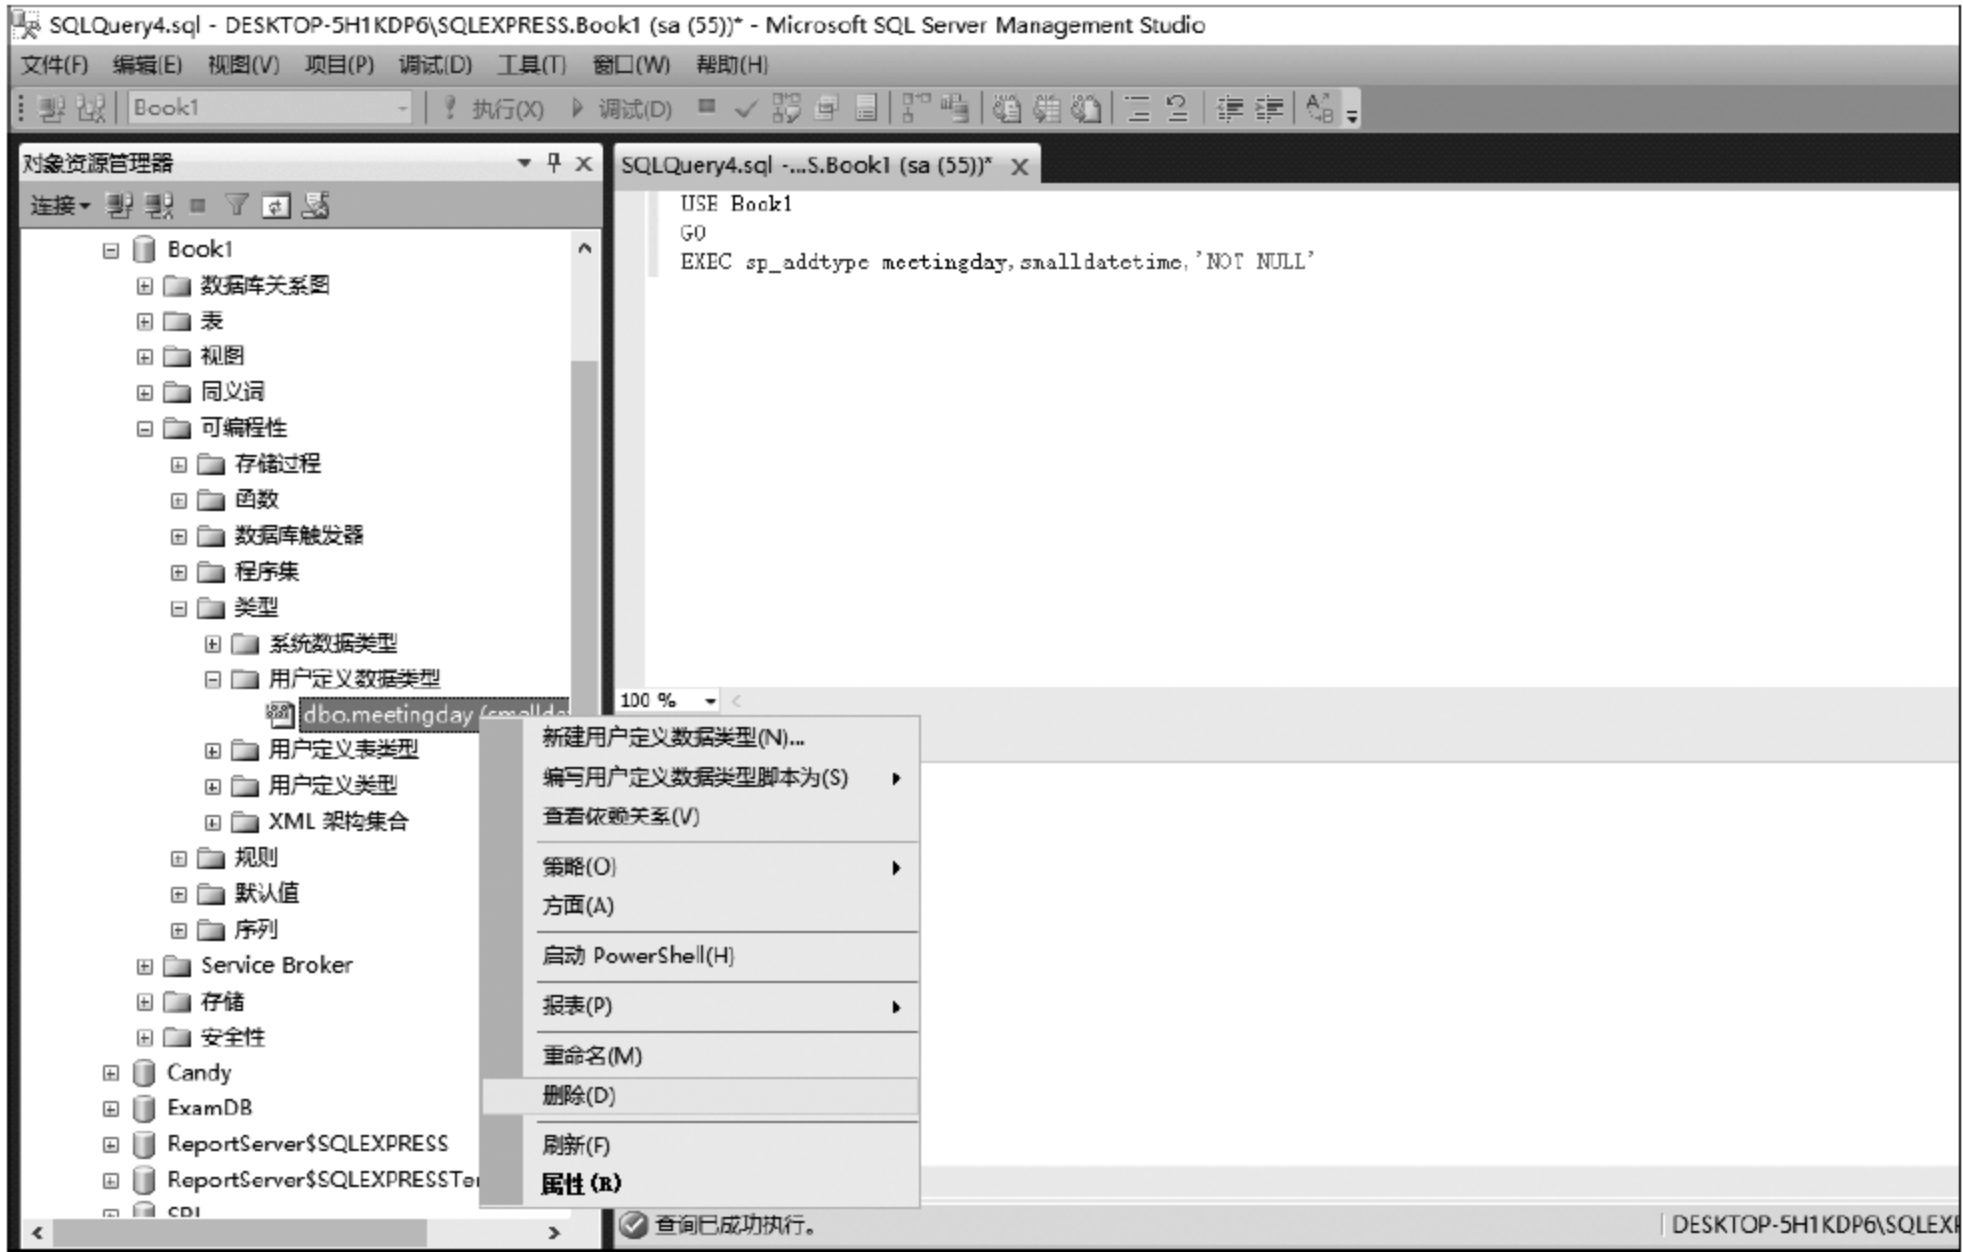 SQLQuery4.sql - DESKTOP-5H1KDP6\SQLEXPRESS.Book1 (sa (55))* - Microsoft SQL Server Management Studio
文件(F) 编辑(E) 视图(V) 项目(P) 调试(D) 工具(T) 窗口(W) 帮助(H)
Book1 执行(X) 调试(D)
对象资源管理器
连接
Book1
数据库关系图
表
视图
同义词
可编程性
存储过程
函数
数据库触发器
程序集
类型
系统数据类型
用户定义数据类型
dbo.meetingday (smallda
用户定义表类型
用户定义类型
XML 架构集合
规则
默认值
序列
Service Broker
存储
安全性
Candy
ExamDB
ReportServer$SQLEXPRESS
ReportServer$SQLEXPRESSTe
SQLQuery4.sql -...S.Book1 (sa (55))*
USE Book1
GO
EXEC sp_addtype meetingday,smalldatetime,'NOT NULL'
100 %
新建用户定义数据类型(N)...
编写用户定义数据类型脚本为(S)
查看依赖关系(V)
策略(O)
方面(A)
启动 PowerShell(H)
报表(P)
重命名(M)
删除(D)
刷新(F)
属性(R)
查询已成功执行。
DESKTOP-5H1KDP6\SQLEXP